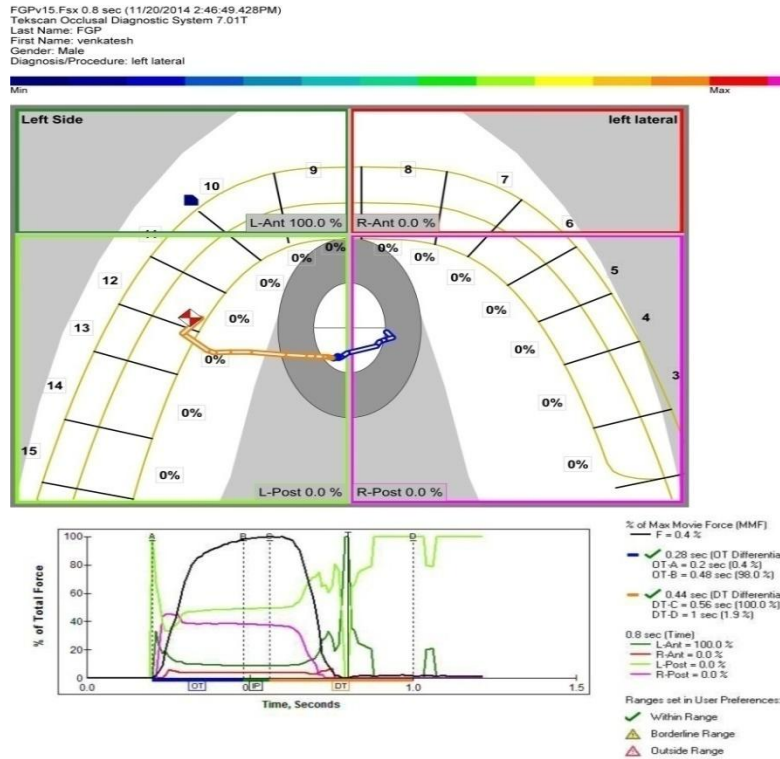 FGPv15.Fsx 0.8 sec (11/20/2014 2:46:49.428PM)
Tekscan Occlusal Diagnostic System 7.01T
Last Name: FGP
First Name: venkatesh
Gender: Male
Diagnosis/Procedure: left lateral
Min Max
Left Side left lateral
9 8
10 7
L-Ant 100.0 % R-Ant 0.0 %
6
0% 0% 0% 0% 0%
5
12 0% 0%
4
13 0% 0%
0% 0%
3
14
0% 0%
15
0% 0%
L-Post 0.0 % R-Post 0.0 %
% of Max Movie Force (MMF)
F = 0.4 %
0.28 sec (OT Differential
OT-A = 0.2 sec (0.4 %)
OT-B = 0.48 sec (98.0 %)
0.44 sec (DT Differential
DT-C = 0.56 sec (100.0 %)
DT-D = 1 sec (1.9 %)
0.8 sec (Time)
L-Ant = 100.0 %
R-Ant = 0.0 %
L-Post = 0.0 %
R-Post = 0.0 %
Ranges set in User Preferences:
Within Range
Borderline Range
Outside Range
% of Total Force
100
80
60
40
20
0
A B C T D
OT IP DT
0.0 1.0 1.5
Time, Seconds